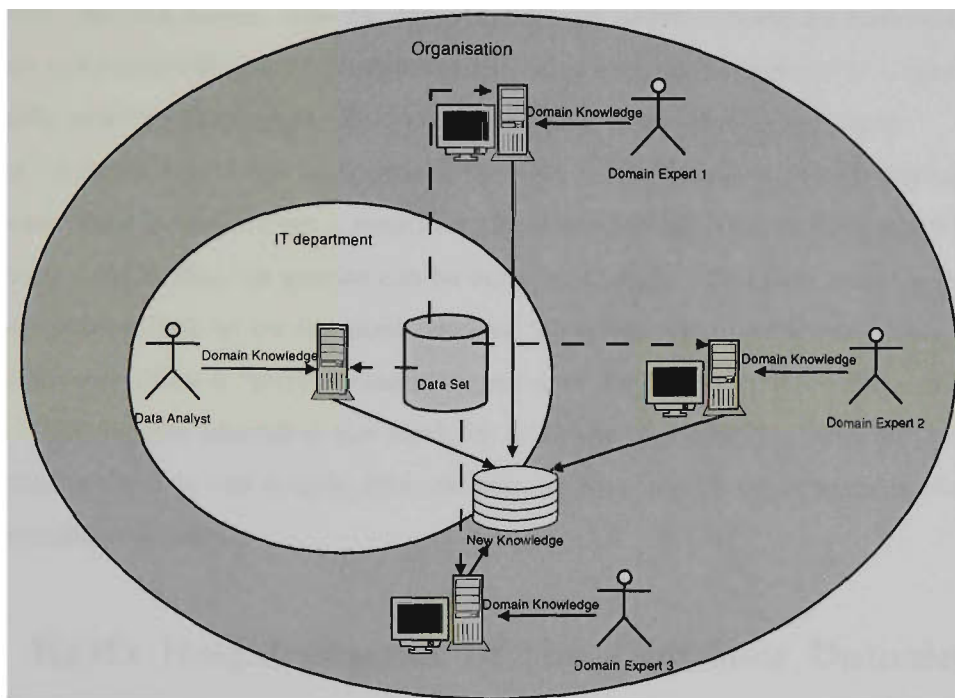 Organisation
Domain Knowledge
Domain Expert 1
IT department
Domain Knowledge
Data Set
Data Analyst
Domain Knowledge
Domain Expert 2
New Knowledge
Domain Knowledge
Domain Expert 3